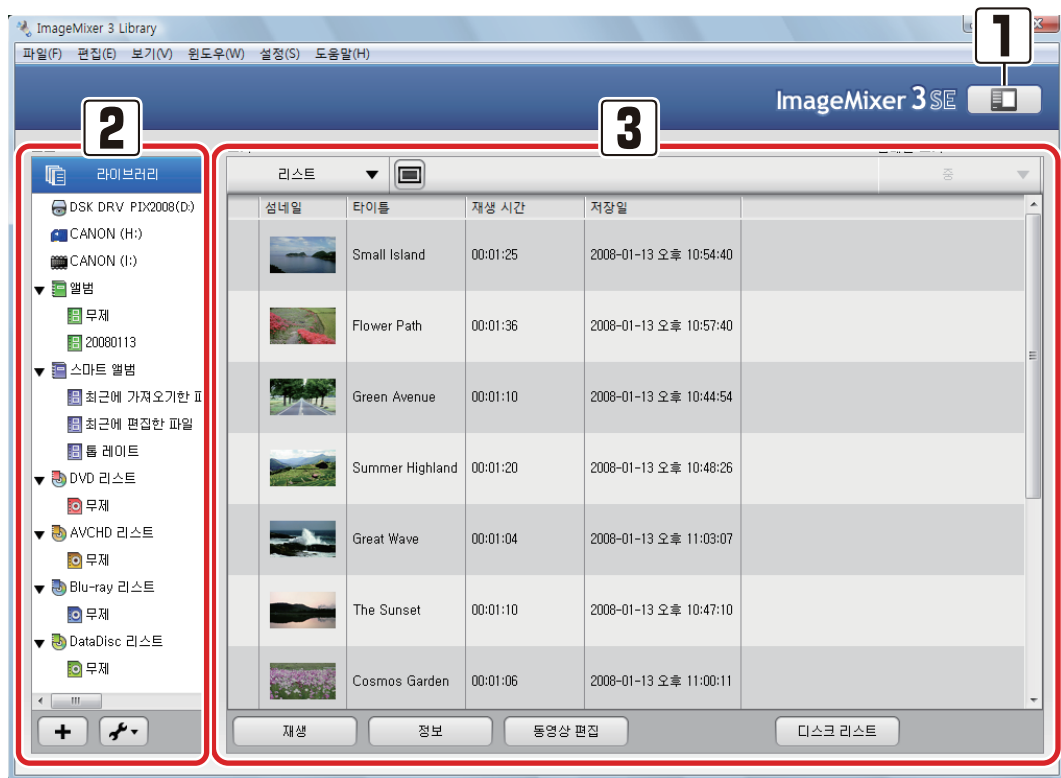 ImageMixer 3 Library
1
파일(F) 편집(E) 보기(V) 윈도우(W) 설정(S) 도움말(H)
ImageMixer 3 SE
2
3
라이브러리
DSK DRV PIX2008(D:)
CANON (H:)
CANON (I:)
앨범
무제
20080113
스마트 앨범
최근에 가져오기한 파
최근에 편집한 파일
톱 레이트
DVD 리스트
무제
AVCHD 리스트
무제
Blu-ray 리스트
무제
DataDisc 리스트
무제
리스트 중
섬네일 타이틀 재생 시간 저장일
Small Island 00:01:25 2008-01-13 오후 10:54:40
Flower Path 00:01:36 2008-01-13 오후 10:57:40
Green Avenue 00:01:10 2008-01-13 오후 10:44:54
Summer Highland 00:01:20 2008-01-13 오후 10:48:26
Great Wave 00:01:04 2008-01-13 오후 11:03:07
The Sunset 00:01:10 2008-01-13 오후 10:47:10
Cosmos Garden 00:01:06 2008-01-13 오후 11:00:11
재생 정보 동영상 편집 디스크 리스트